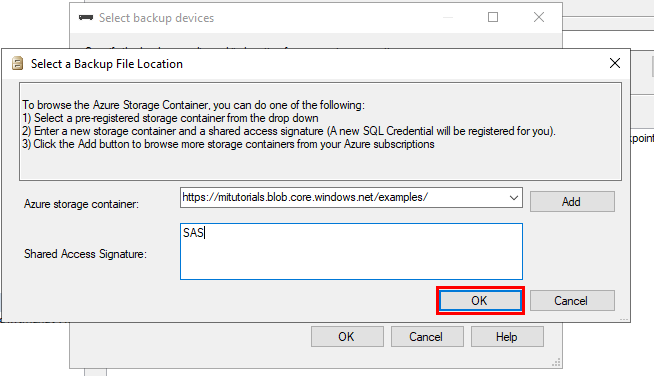 Select backup devices
Select a Backup File Location
To browse the Azure Storage Container, you can do one of the following:
1) Select a pre-registered storage container from the drop down
2) Enter a new storage container and a shared access signature (A new SQL Credential will be registered for you).
3) Click the Add button to browse more storage containers from your Azure subscriptions
Azure storage container:
https://mitutorials.blob.core.windows.net/examples/
Add
Shared Access Signature:
SAS
OK
Cancel
OK
Cancel
Help